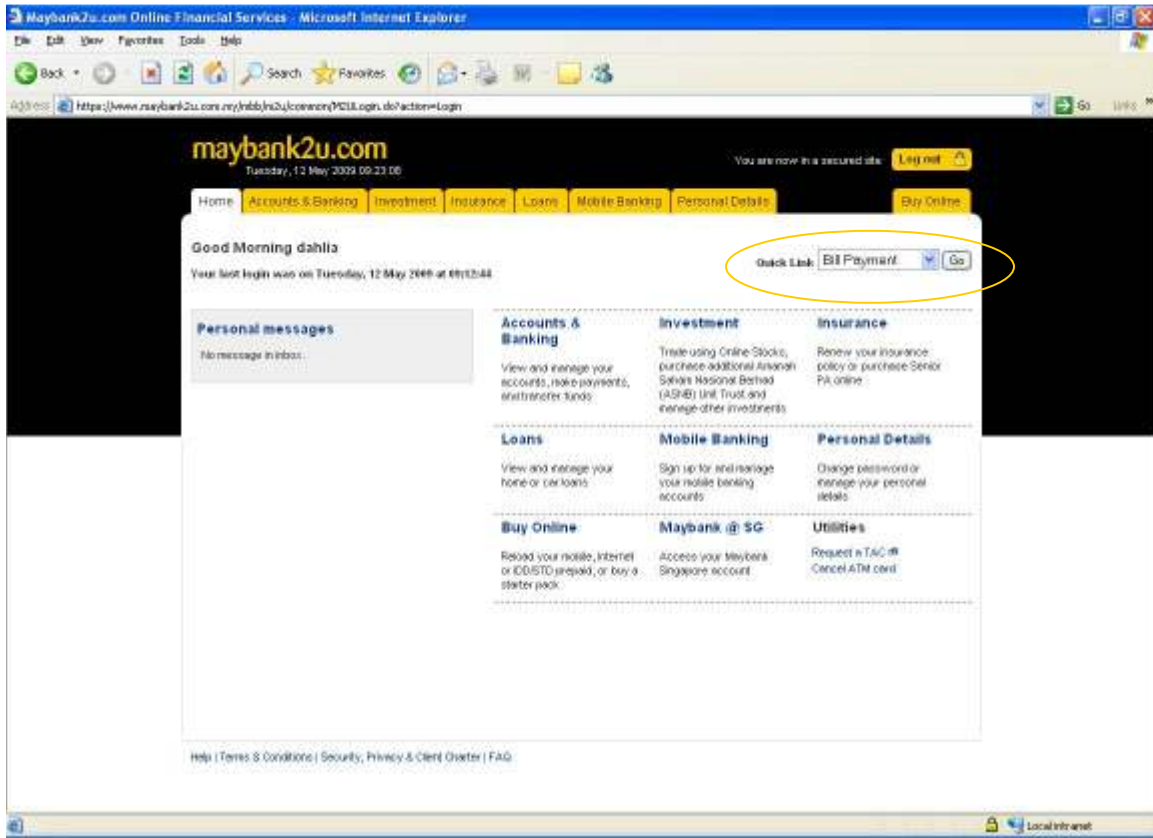 Maybank2u.com Online Financial Services - Microsoft Internet Explorer
File Edit View Favorites Tools Help
Back Search Favorites
Address https://www.maybank2u.com.my/mbb/m2u/common/M2ULogin.do?action=Login Go Links
maybank2u.com
Tuesday, 12 May 2009 09:23:08
You are now in a secured site Log out
Home Accounts & Banking Investment Insurance Loans Mobile Banking Personal Details Buy Online
Good Morning dahlia
Quick Link Bill Payment Go
Your last login was on Tuesday, 12 May 2009 at 09:12:44
Personal messages
No message in inbox.
Accounts &
Banking
View and manage your
accounts, make payments,
and transfer funds
Investment
Trade using Online Stocks,
purchase additional Amanah
Saham Nasional Berhad
(ASNB) Unit Trust and
manage other investments
Insurance
Renew your insurance
policy or purchase Senior
PA online
Loans
View and manage your
home or car loans
Mobile Banking
Sign up for and manage
your mobile banking
accounts
Personal Details
Change password or
manage your personal
details
Buy Online
Reload your mobile, Internet
or IDD/STD prepaid, or buy a
starter pack
Maybank @ SG
Access your Maybank
Singapore account
Utilities
Request a TAC
Cancel ATM card
Help | Terms & Conditions | Security, Privacy & Client Charter | FAQ
Local intranet